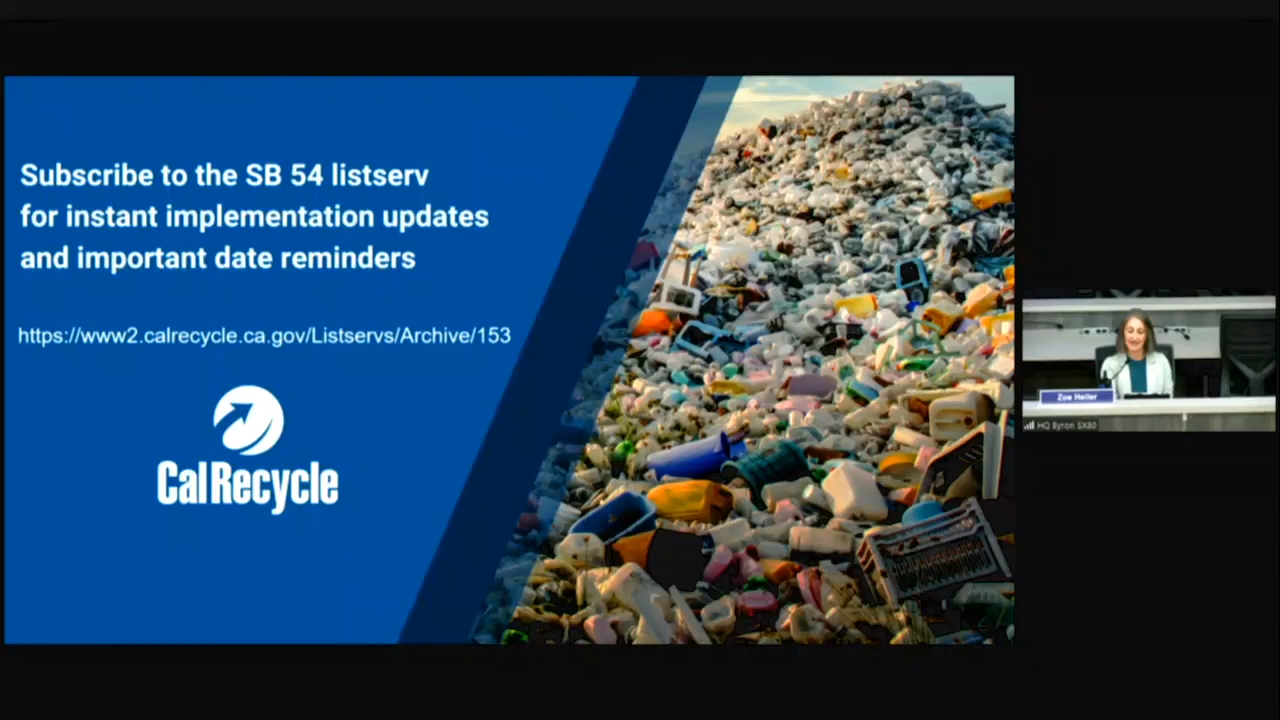 Subscribe to the SB 54 listserv
for instant implementation updates
and important date reminders
https://www2.calrecycle.ca.gov/Listservs/Archive/153
CalRecycle
Zoe Heller
HQ Byron SX80